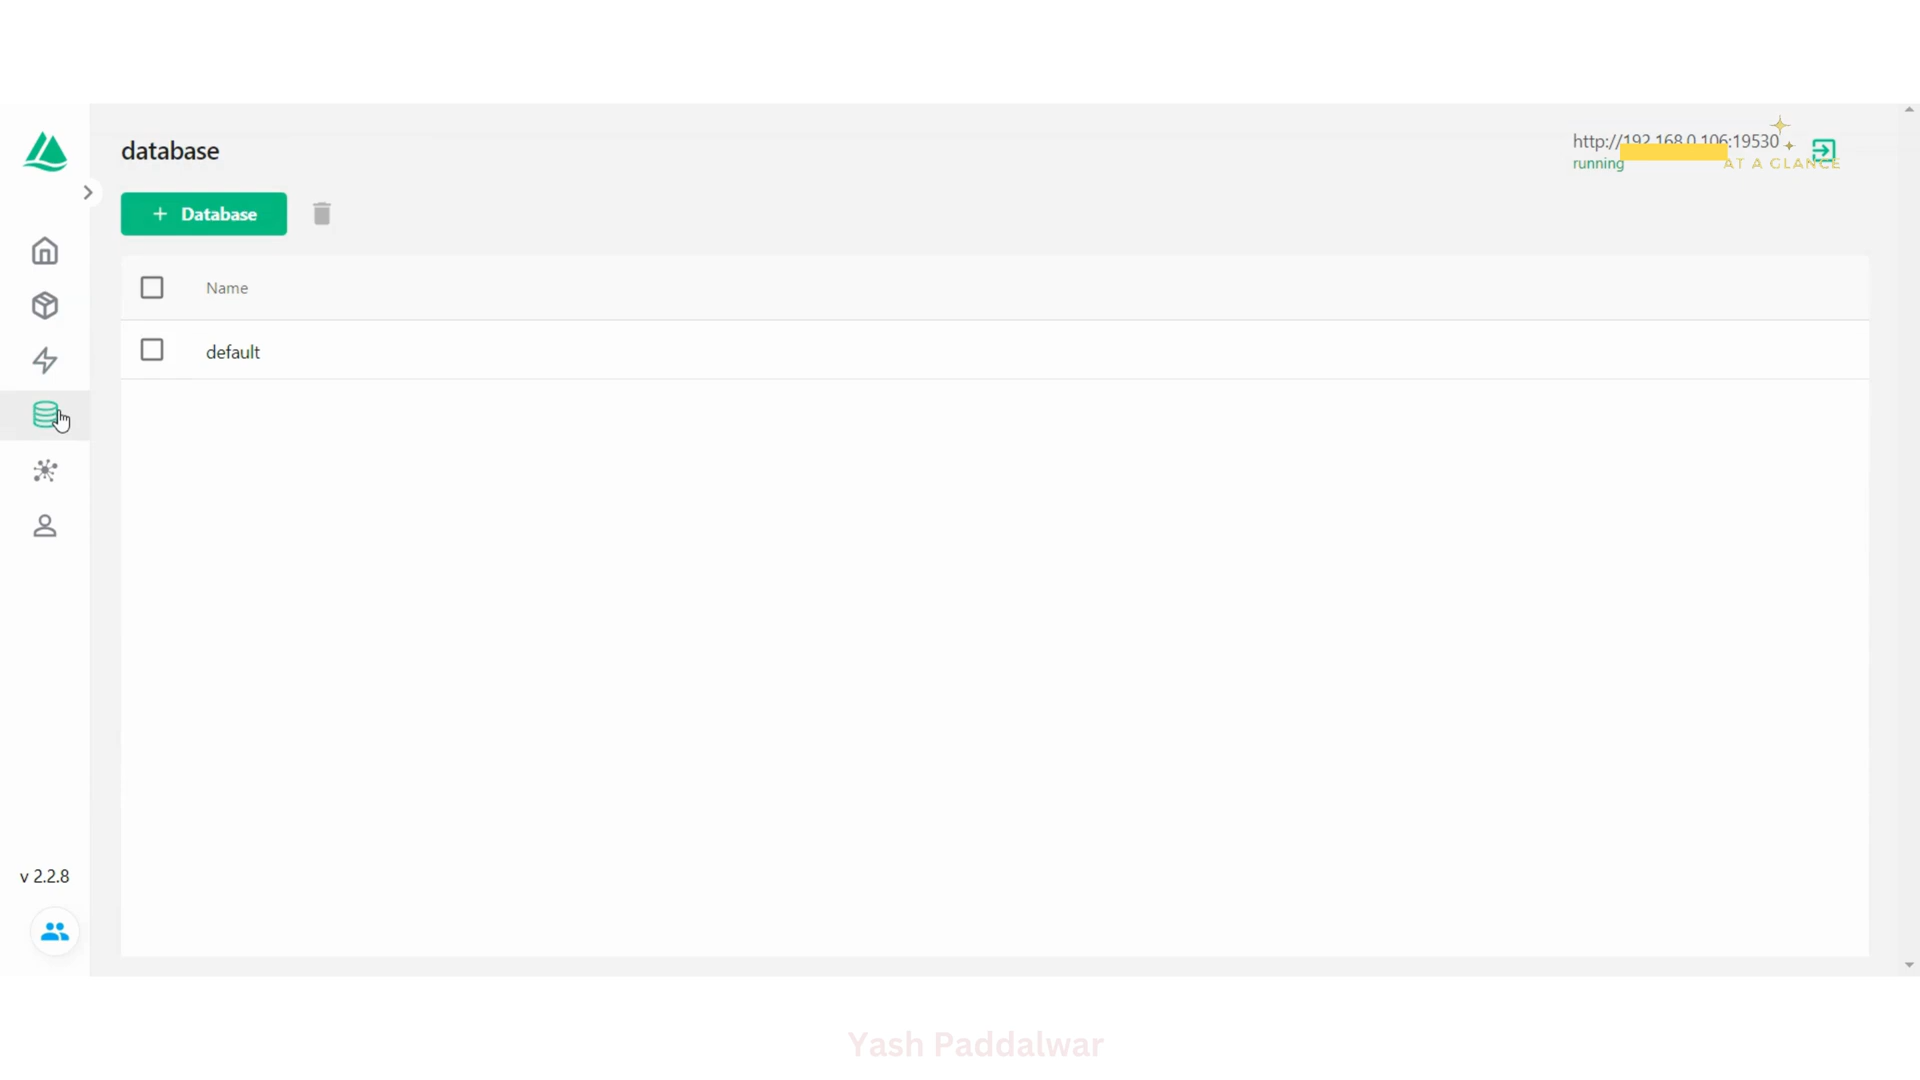 database
http://192.168.0.106:19530
running
AT A GLANCE
+ Database
Name
default
v 2.2.8
Yash Paddalwar